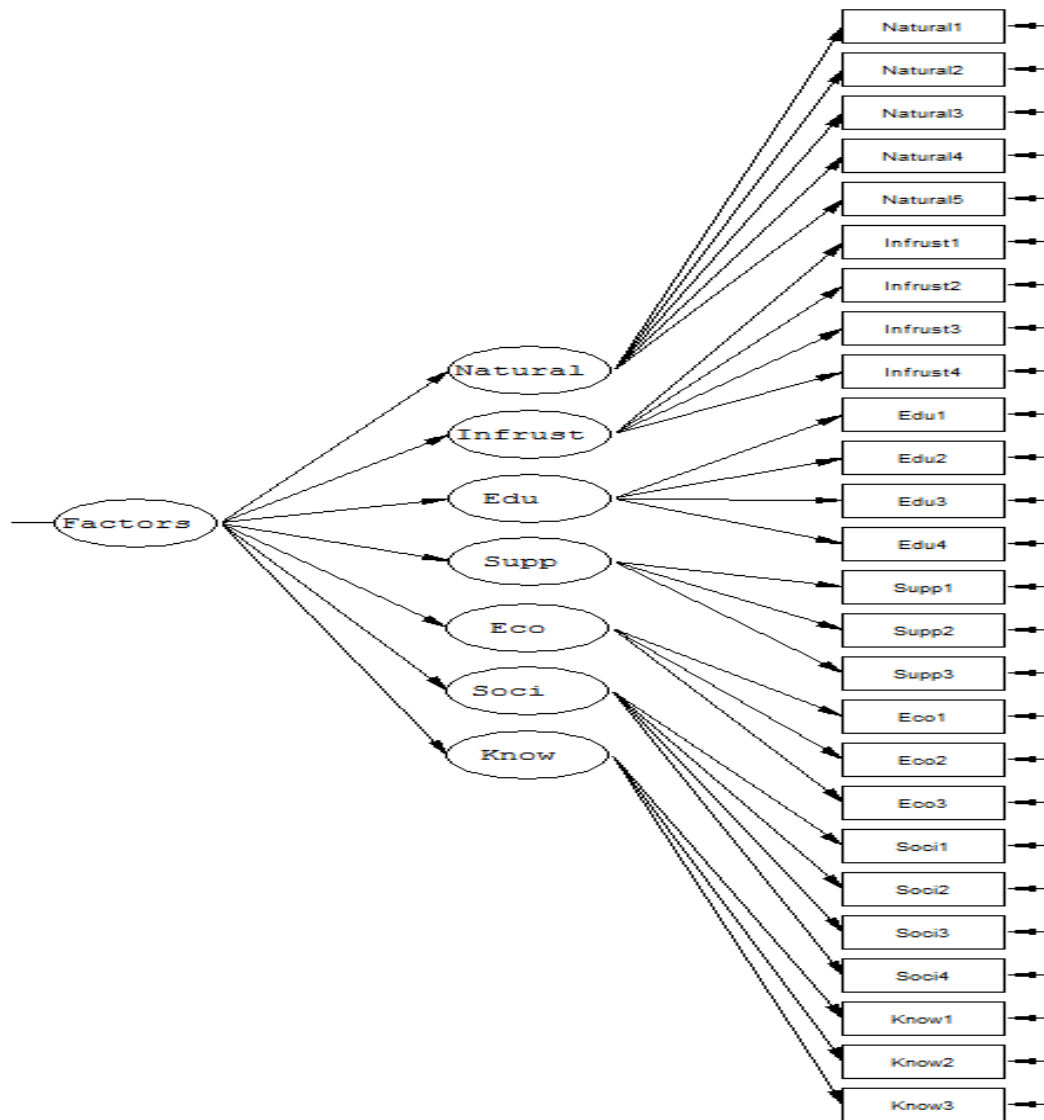 Natural1
Natural2
Natural3
Natural4
Natural5
Infrust1
Infrust2
Infrust3
Infrust4
Edu1
Edu2
Edu3
Edu4
Supp1
Supp2
Supp3
Eco1
Eco2
Eco3
Soci1
Soci2
Soci3
Soci4
Know1
Know2
Know3
Natural
Infrust
Edu
Supp
Eco
Soci
Know
Factors